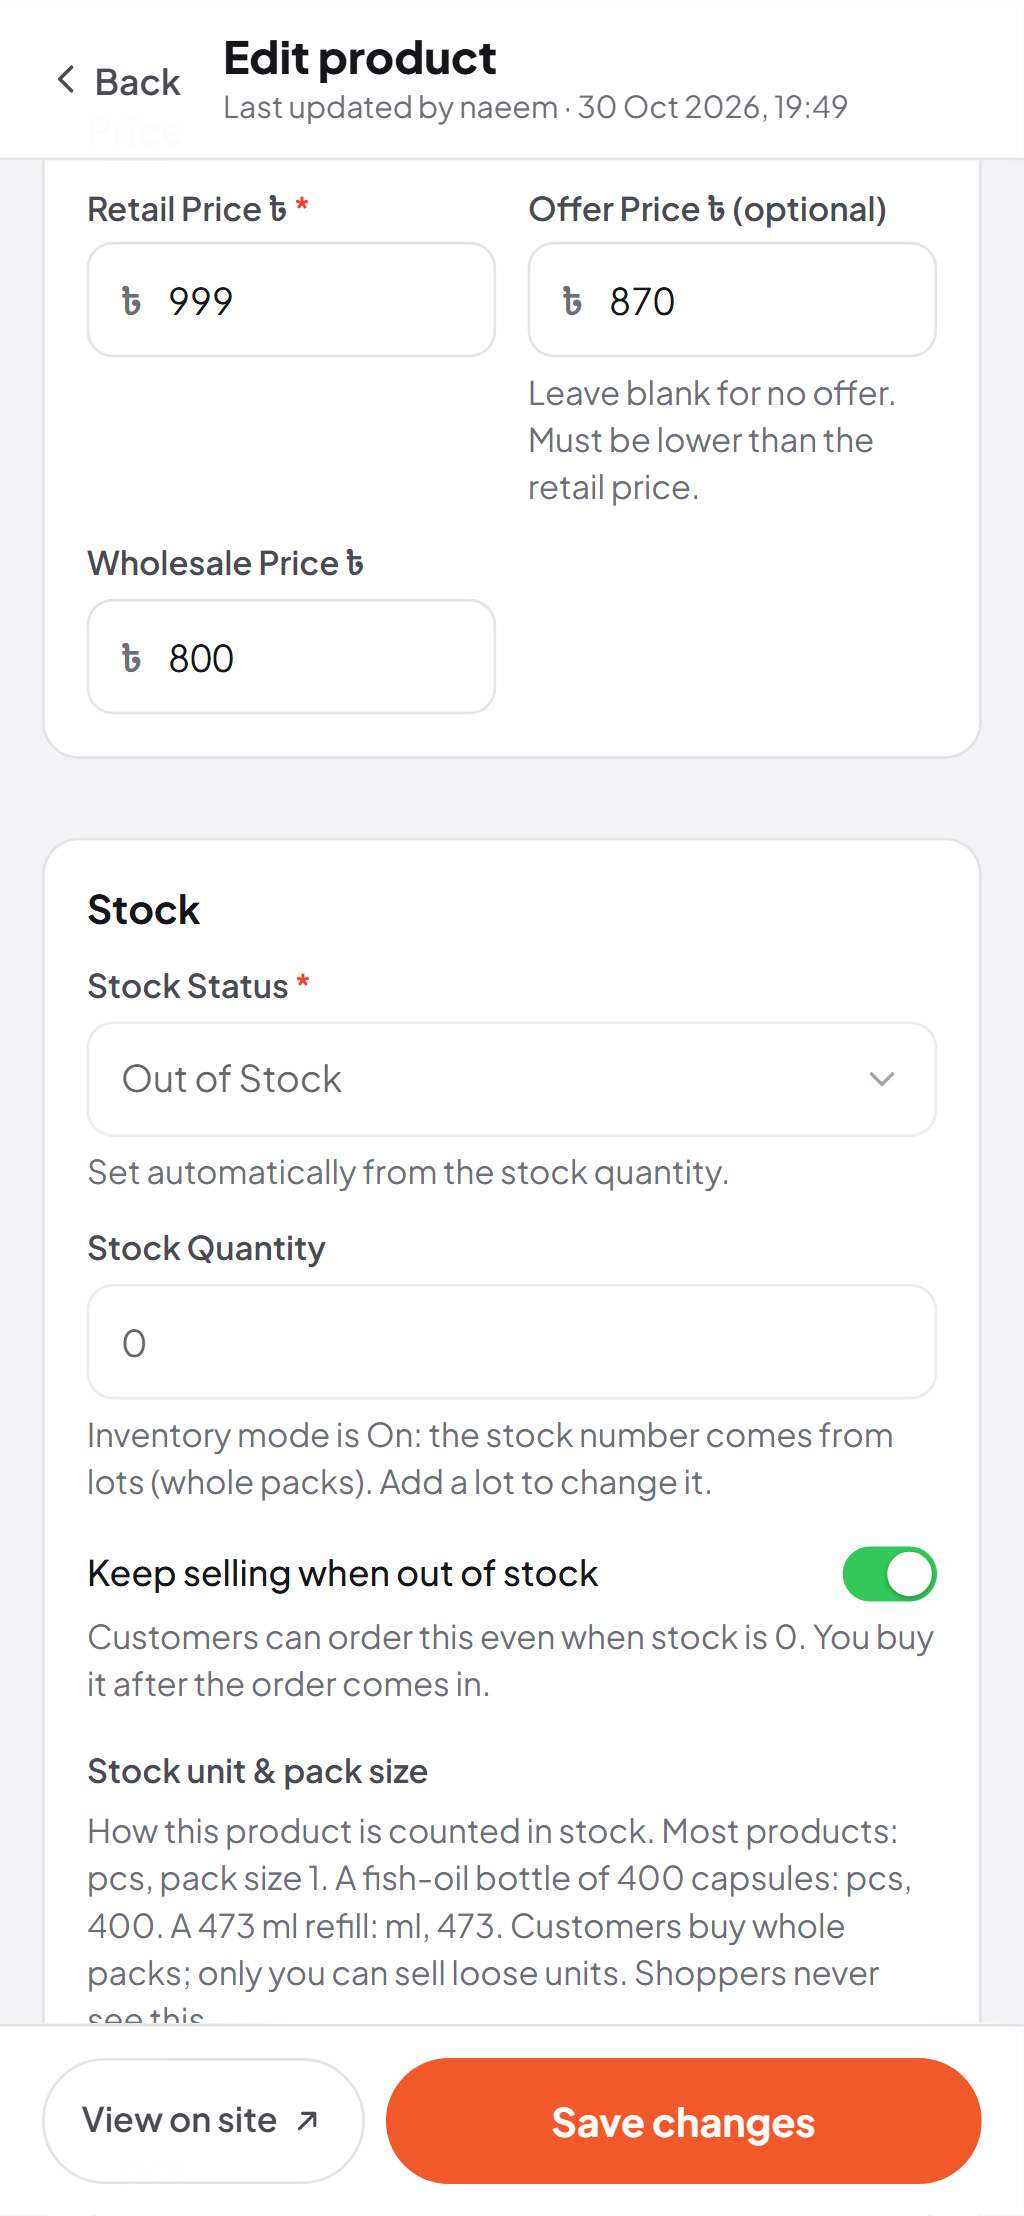 Back
Edit product
Last updated by naeem · 30 Oct 2026, 19:49
Price
Retail Price ৳ *
Offer Price ৳ (optional)
৳ 999
৳ 870
Leave blank for no offer.
Must be lower than the
retail price.
Wholesale Price ৳
৳ 800
Stock
Stock Status *
Out of Stock
Set automatically from the stock quantity.
Stock Quantity
0
Inventory mode is On: the stock number comes from
lots (whole packs). Add a lot to change it.
Keep selling when out of stock
Customers can order this even when stock is 0. You buy
it after the order comes in.
Stock unit & pack size
How this product is counted in stock. Most products:
pcs, pack size 1. A fish-oil bottle of 400 capsules: pcs,
400. A 473 ml refill: ml, 473. Customers buy whole
packs; only you can sell loose units. Shoppers never
see this.
View on site ↗
Save changes